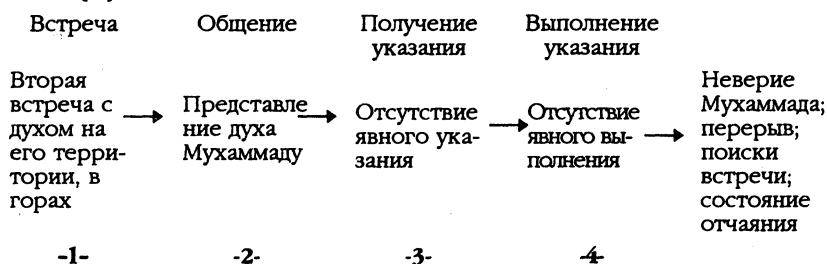 Встреча Общение Получение Выполнение
указания указания
Вторая
встреча с
духом на
его терри-
тории, в
горах
Представле
ние духа
Мухаммаду
Отсутствие
явного ука-
зания
Отсутствие
явного вы-
полнения
Неверие
Мухаммада;
перерыв;
поиски
встречи;
состояние
отчаяния
-1- -2- -3- -4-